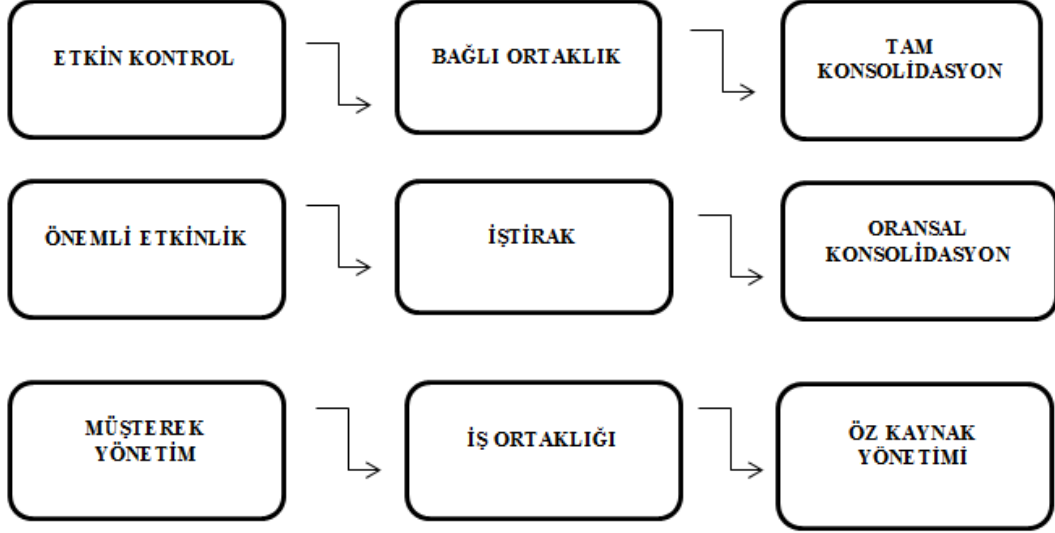 ETKİN KONTROL
BAĞLI ORTAKLIK
TAM
KONSOLİDASYON
ÖNEMLİ ETKİNLİK
İŞTİRAK
ORANSAL
KONSOLİDASYON
MÜŞTEREK
YÖNETİM
İŞ ORTAKLIĞI
ÖZ KAYNAK
YÖNETİMİ